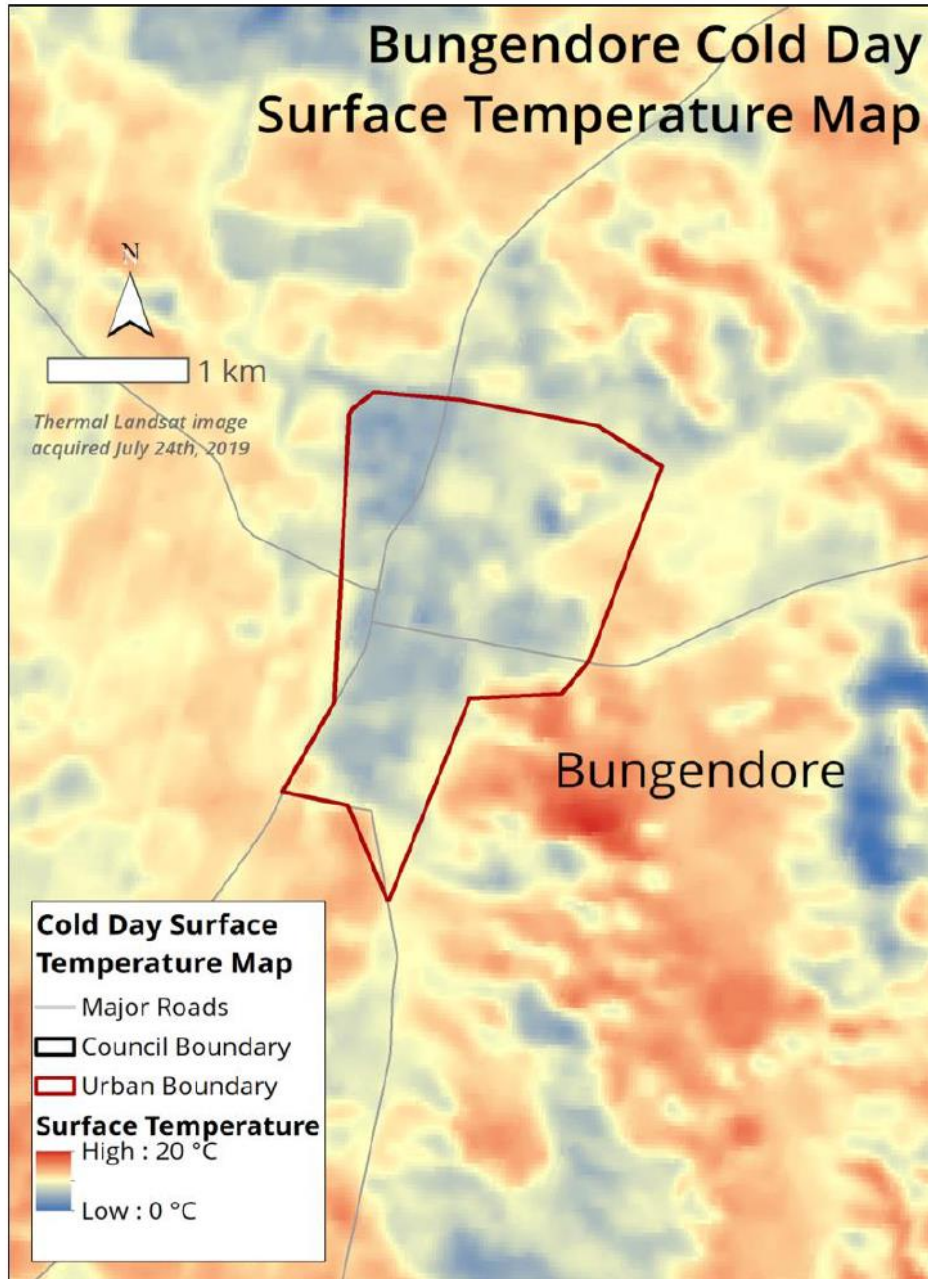 Bungendore Cold Day
Surface Temperature Map
N
1 km
Thermal Landsat image
acquired July 24th, 2019
Bungendore
Cold Day Surface
Temperature Map
Major Roads
Council Boundary
Urban Boundary
Surface Temperature
High : 20 °C
Low : 0 °C